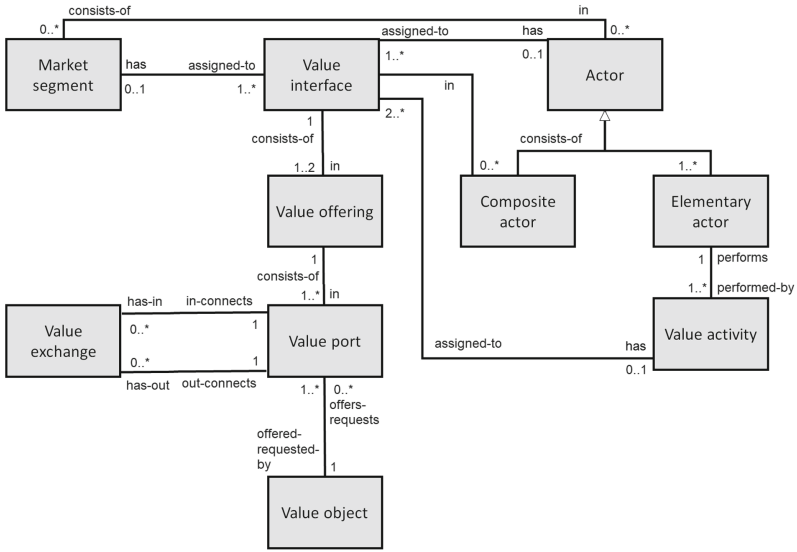 consists-of
in
0..*
0..*
assigned-to
has
Market
segment
has
assigned-to
Value
interface
1..*
0..1
Actor
0..1
1..*
in
2..*
1
consists-of
consists-of
1..2
in
0..*
1..*
Value offering
Composite
actor
Elementary
actor
1
consists-of
1
performs
1..*
in
1..*
performed-by
has-in
in-connects
Value
exchange
0..*
1
Value port
Value activity
0..*
1
assigned-to
has
has-out
out-connects
0..1
1..*
0..*
offers-
requests
offered-
requested-
by
1
Value object